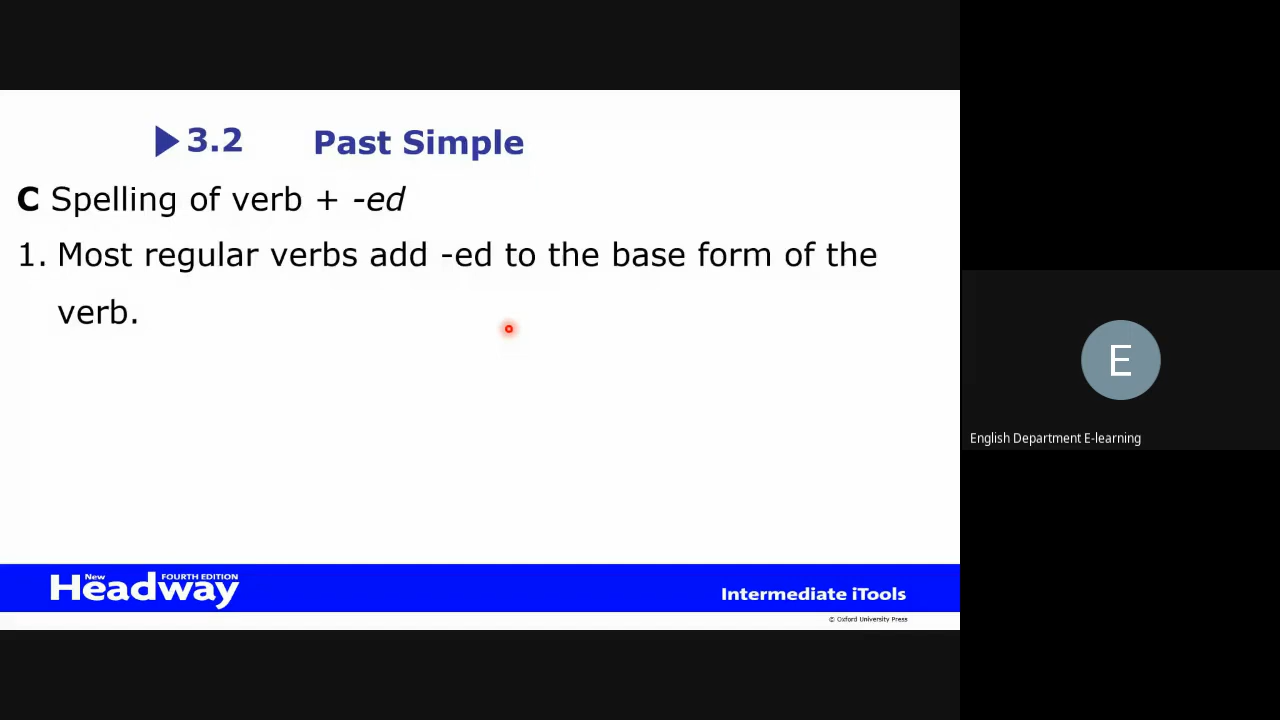 3.2 Past Simple
C Spelling of verb + -ed
1. Most regular verbs add -ed to the base form of the
verb.
E
English Department E-learning
New Headway FOURTH EDITION
Intermediate iTools
© Oxford University Press